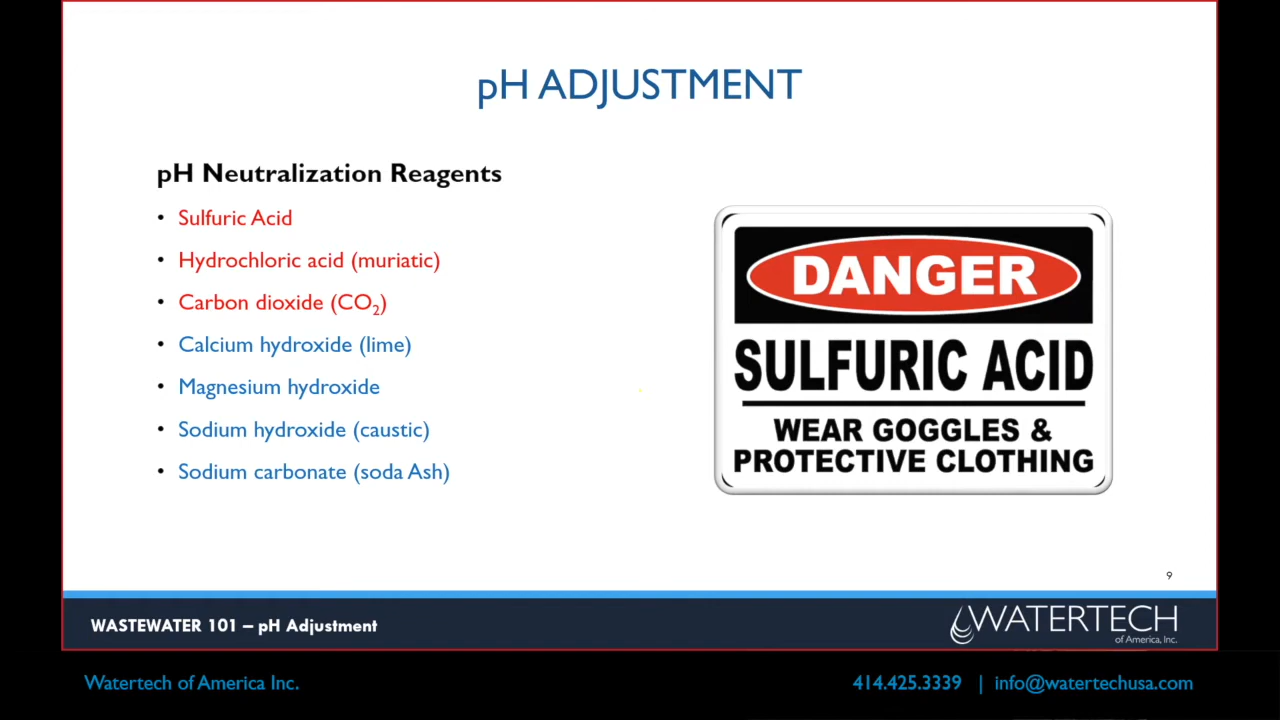 pH ADJUSTMENT
pH Neutralization Reagents
• Sulfuric Acid
• Hydrochloric acid (muriatic)
• Carbon dioxide (CO₂)
• Calcium hydroxide (lime)
• Magnesium hydroxide
• Sodium hydroxide (caustic)
• Sodium carbonate (soda Ash)
DANGER
SULFURIC ACID
WEAR GOGGLES &
PROTECTIVE CLOTHING
9
WASTEWATER 101 – pH Adjustment
WATERTECH
of America, Inc.
Watertech of America Inc.
414.425.3339 | info@watertechusa.com